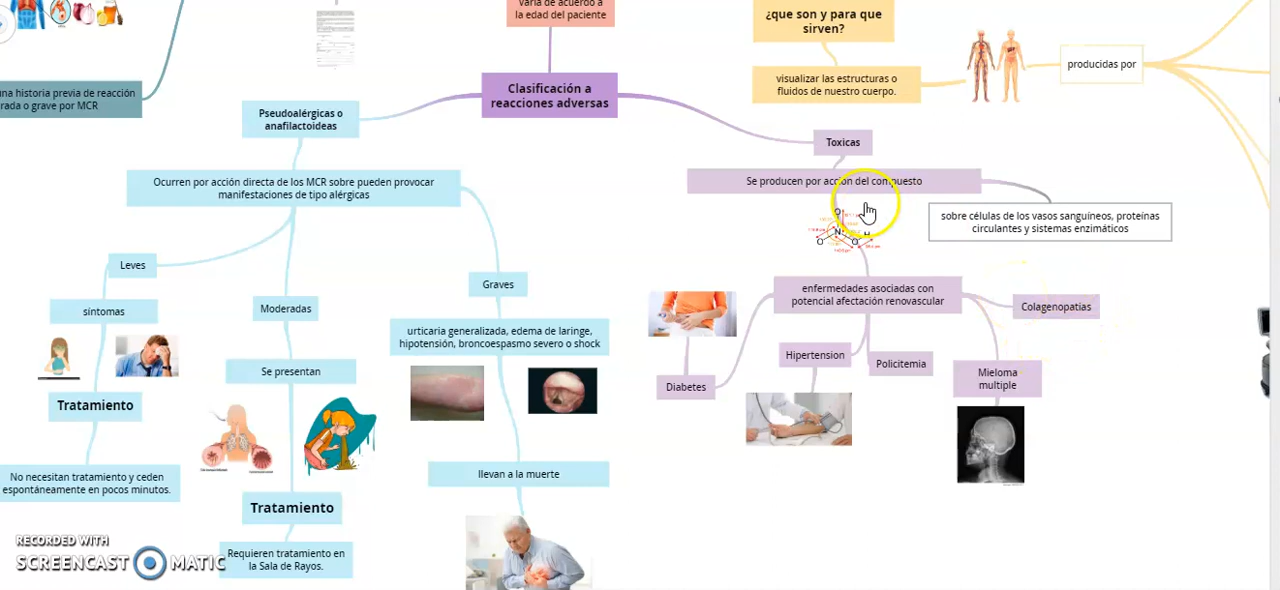 varía de acuerdo a
la edad del paciente
¿que son y para que
sirven?
visualizar las estructuras o
fluidos de nuestro cuerpo.
producidas por
una historia previa de reacción
rada o grave por MCR
Clasificación a
reacciones adversas
Pseudoalérgicas o
anafilactoideas
Ocurren por acción directa de los MCR sobre pueden provocar
manifestaciones de tipo alérgicas
Leves
síntomas
Tratamiento
No necesitan tratamiento y ceden
espontáneamente en pocos minutos.
Moderadas
Se presentan
Tratamiento
Requieren tratamiento en
la Sala de Rayos.
Graves
urticaria generalizada, edema de laringe,
hipotensión, broncoespasmo severo o shock
llevan a la muerte
Toxicas
Se producen por acción del compuesto
sobre células de los vasos sanguíneos, proteínas
circulantes y sistemas enzimáticos
O
N
O
O
H
enfermedades asociadas con
potencial afectación renovascular
Colagenopatias
Diabetes
Hipertension
Policitemia
Mieloma
multiple
RECORDED WITH
SCREENCAST MATIC